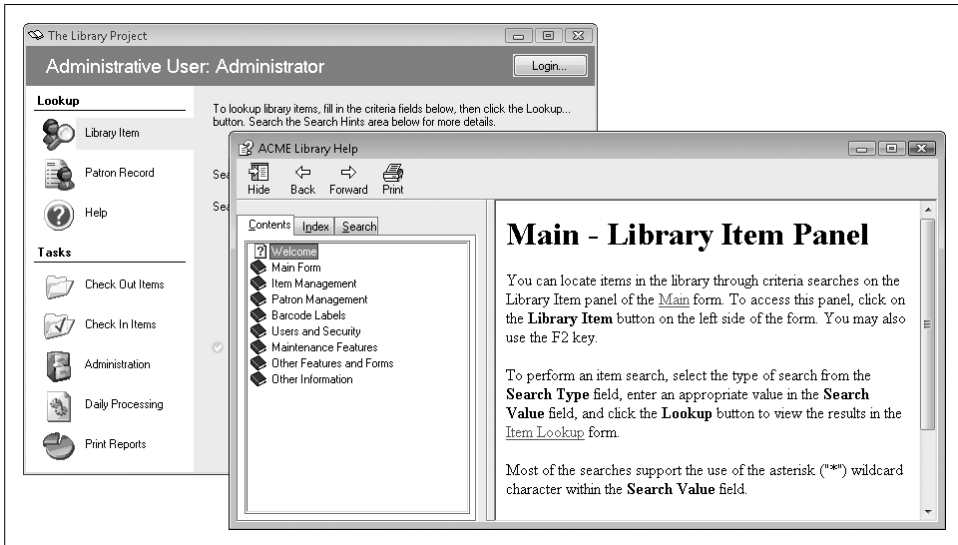 The Library Project
Administrative User: Administrator
Login...
Lookup
Library Item
Patron Record
Help
Tasks
Check Out Items
Check In Items
Administration
Daily Processing
Print Reports
To lookup library items, fill in the criteria fields below, then click the Lookup...
button. Search the Search Hints area below for more details.
ACME Library Help
Hide Back Forward Print
Contents Index Search
Welcome
Main Form
Item Management
Patron Management
Barcode Labels
Users and Security
Maintenance Features
Other Features and Forms
Other Information
Main - Library Item Panel
You can locate items in the library through criteria searches on the
Library Item panel of the Main form. To access this panel, click on
the Library Item button on the left side of the form. You may also
use the F2 key.
To perform an item search, select the type of search from the
Search Type field, enter an appropriate value in the Search
Value field, and click the Lookup button to view the results in the
Item Lookup form.
Most of the searches support the use of the asterisk ("*") wildcard
character within the Search Value field.